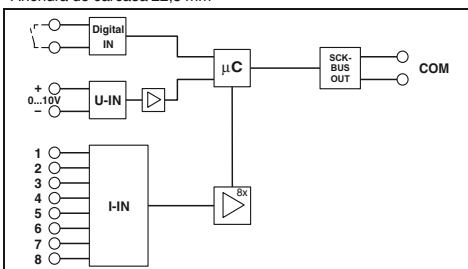 Anchura de carcasa 22,5 mm
Digital
IN
+
0...10V
−
U-IN
µC
SCK-
BUS
OUT
COM
1
2
3
4
5
6
7
8
I-IN
8x